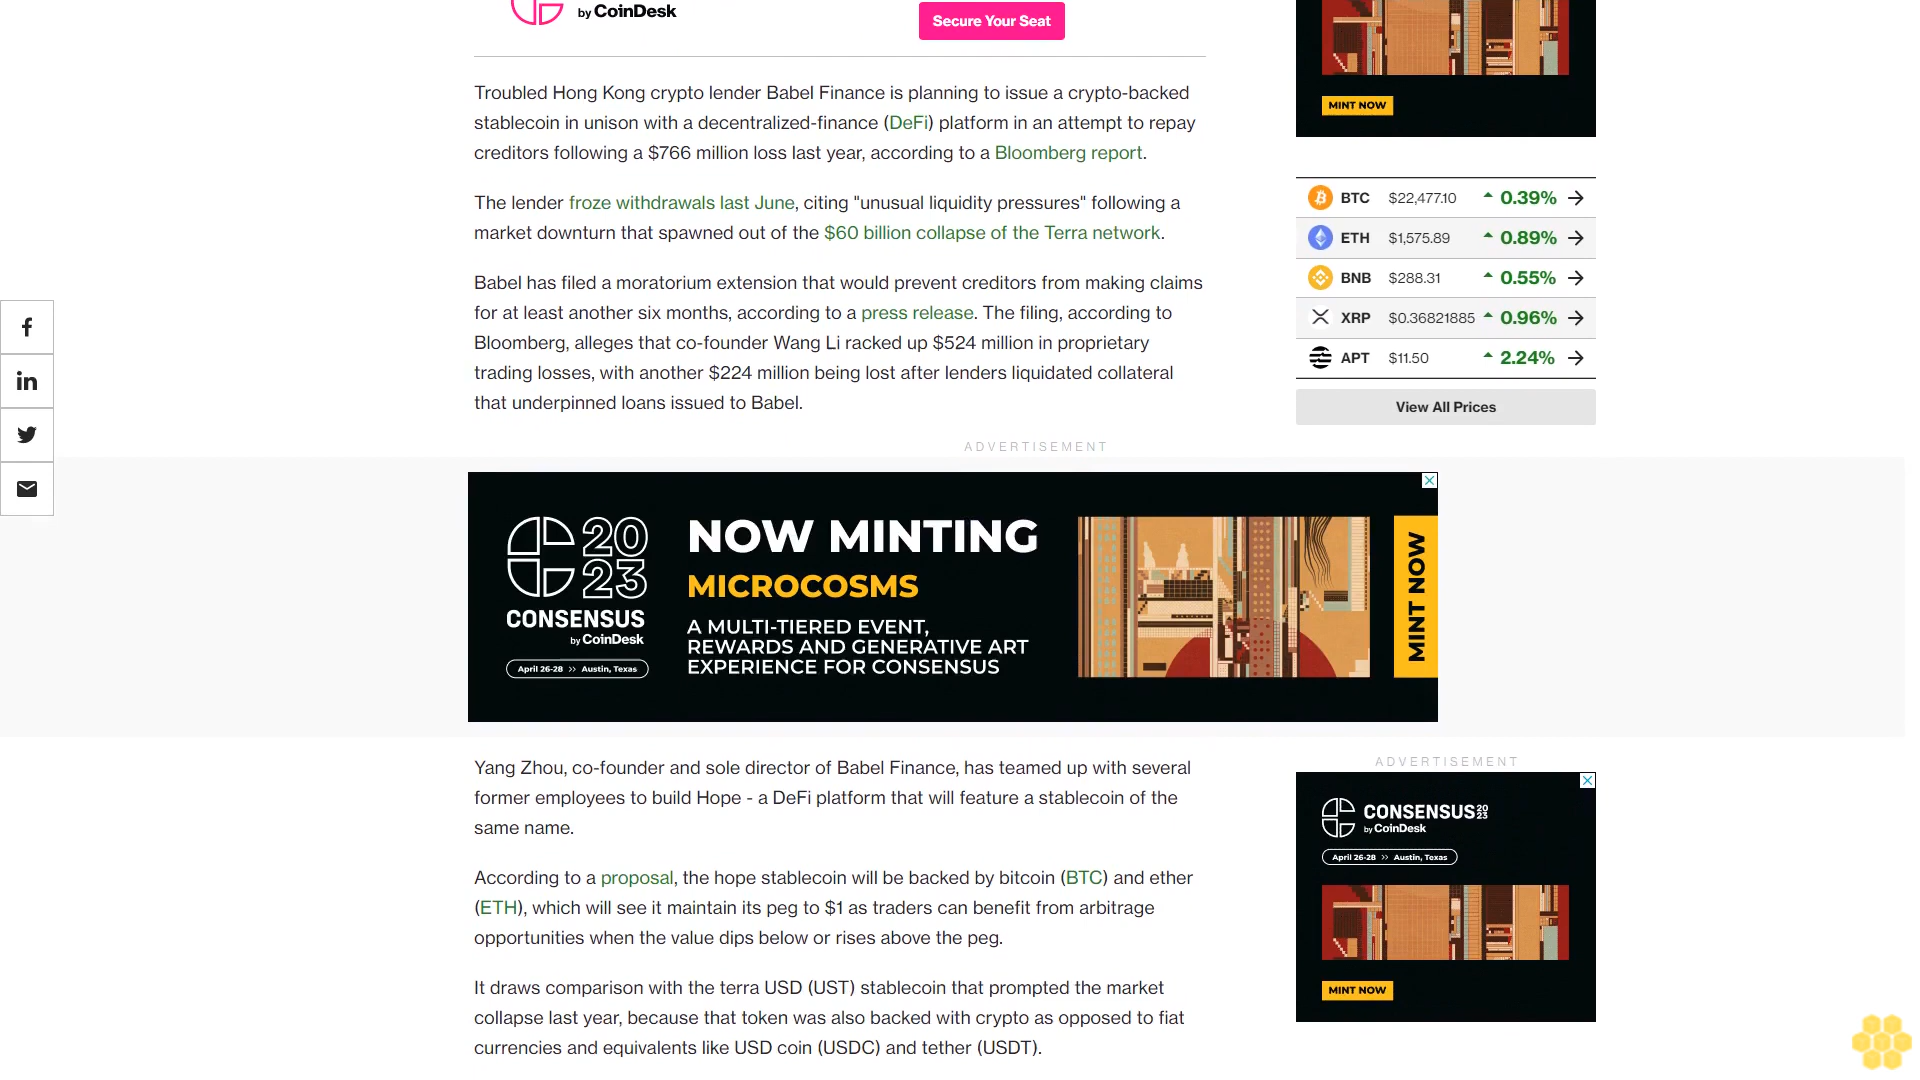 by CoinDesk
Secure Your Seat
MINT NOW
Troubled Hong Kong crypto lender Babel Finance is planning to issue a crypto-backed
stablecoin in unison with a decentralized-finance (DeFi) platform in an attempt to repay
creditors following a $766 million loss last year, according to a Bloomberg report.
The lender froze withdrawals last June, citing "unusual liquidity pressures" following a
market downturn that spawned out of the $60 billion collapse of the Terra network.
Babel has filed a moratorium extension that would prevent creditors from making claims
for at least another six months, according to a press release. The filing, according to
Bloomberg, alleges that co-founder Wang Li racked up $524 million in proprietary
trading losses, with another $224 million being lost after lenders liquidated collateral
that underpinned loans issued to Babel.
BTC $22,477.10 0.39%
ETH $1,575.89 0.89%
BNB $288.31 0.55%
XRP $0.36821885 0.96%
APT $11.50 2.24%
View All Prices
ADVERTISEMENT
2023
CONSENSUS
by CoinDesk
April 26-28 >> Austin, Texas
NOW MINTING
MICROCOSMS
A MULTI-TIERED EVENT,
REWARDS AND GENERATIVE ART
EXPERIENCE FOR CONSENSUS
MINT NOW
Yang Zhou, co-founder and sole director of Babel Finance, has teamed up with several
former employees to build Hope - a DeFi platform that will feature a stablecoin of the
same name.
According to a proposal, the hope stablecoin will be backed by bitcoin (BTC) and ether
(ETH), which will see it maintain its peg to $1 as traders can benefit from arbitrage
opportunities when the value dips below or rises above the peg.
It draws comparison with the terra USD (UST) stablecoin that prompted the market
collapse last year, because that token was also backed with crypto as opposed to fiat
currencies and equivalents like USD coin (USDC) and tether (USDT).
ADVERTISEMENT
CONSENSUS 2023
by CoinDesk
April 26-28 >> Austin, Texas
MINT NOW